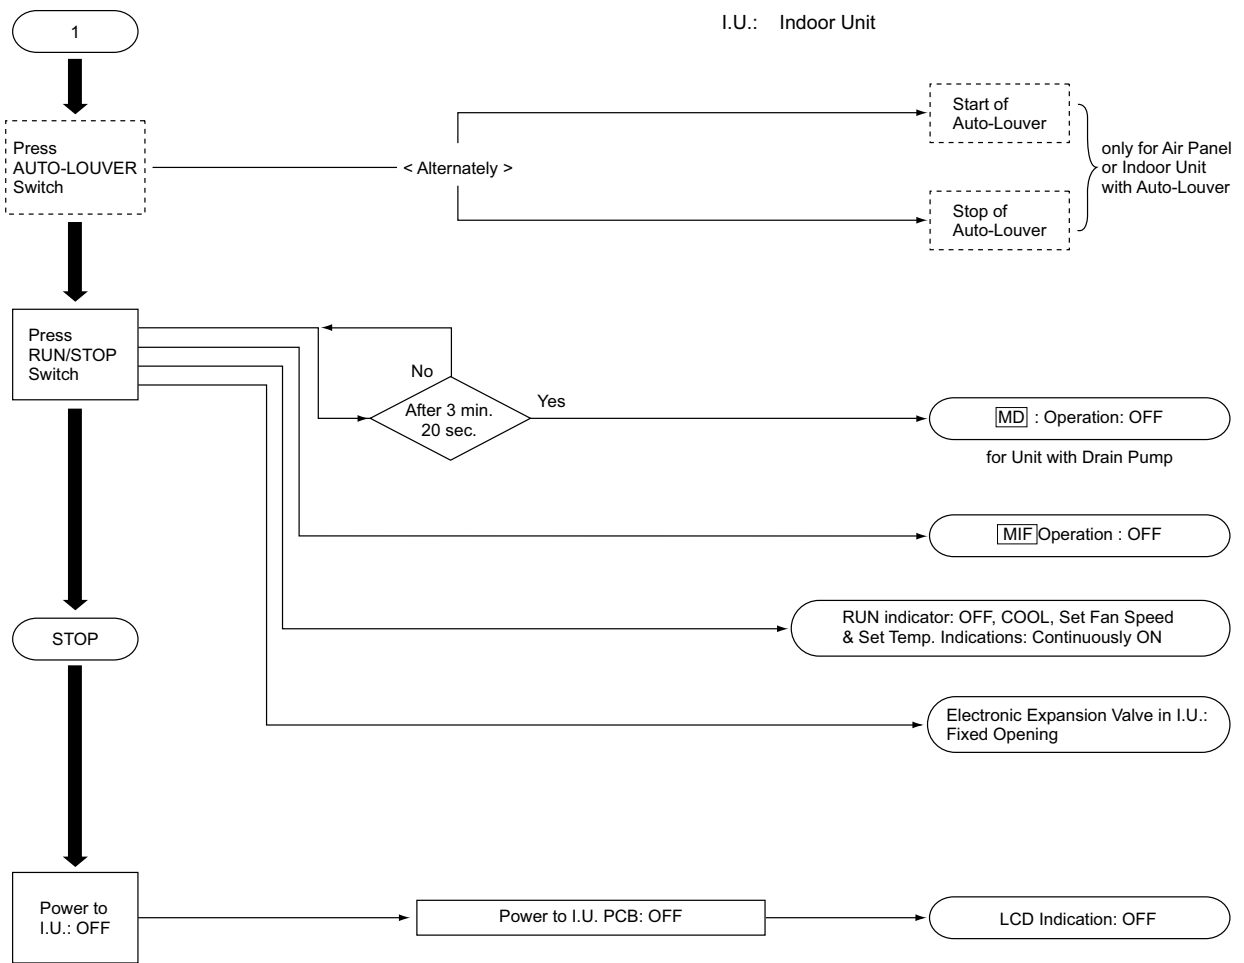 I.U.: Indoor Unit
1
Start of
Auto-Louver
Press
AUTO-LOUVER
Switch
< Alternately >
only for Air Panel
or Indoor Unit
with Auto-Louver
Stop of
Auto-Louver
Press
RUN/STOP
Switch
No
After 3 min.
20 sec.
Yes
MD : Operation: OFF
for Unit with Drain Pump
MIF Operation : OFF
RUN indicator: OFF, COOL, Set Fan Speed
& Set Temp. Indications: Continuously ON
STOP
Electronic Expansion Valve in I.U.:
Fixed Opening
Power to
I.U.: OFF
Power to I.U. PCB: OFF
LCD Indication: OFF